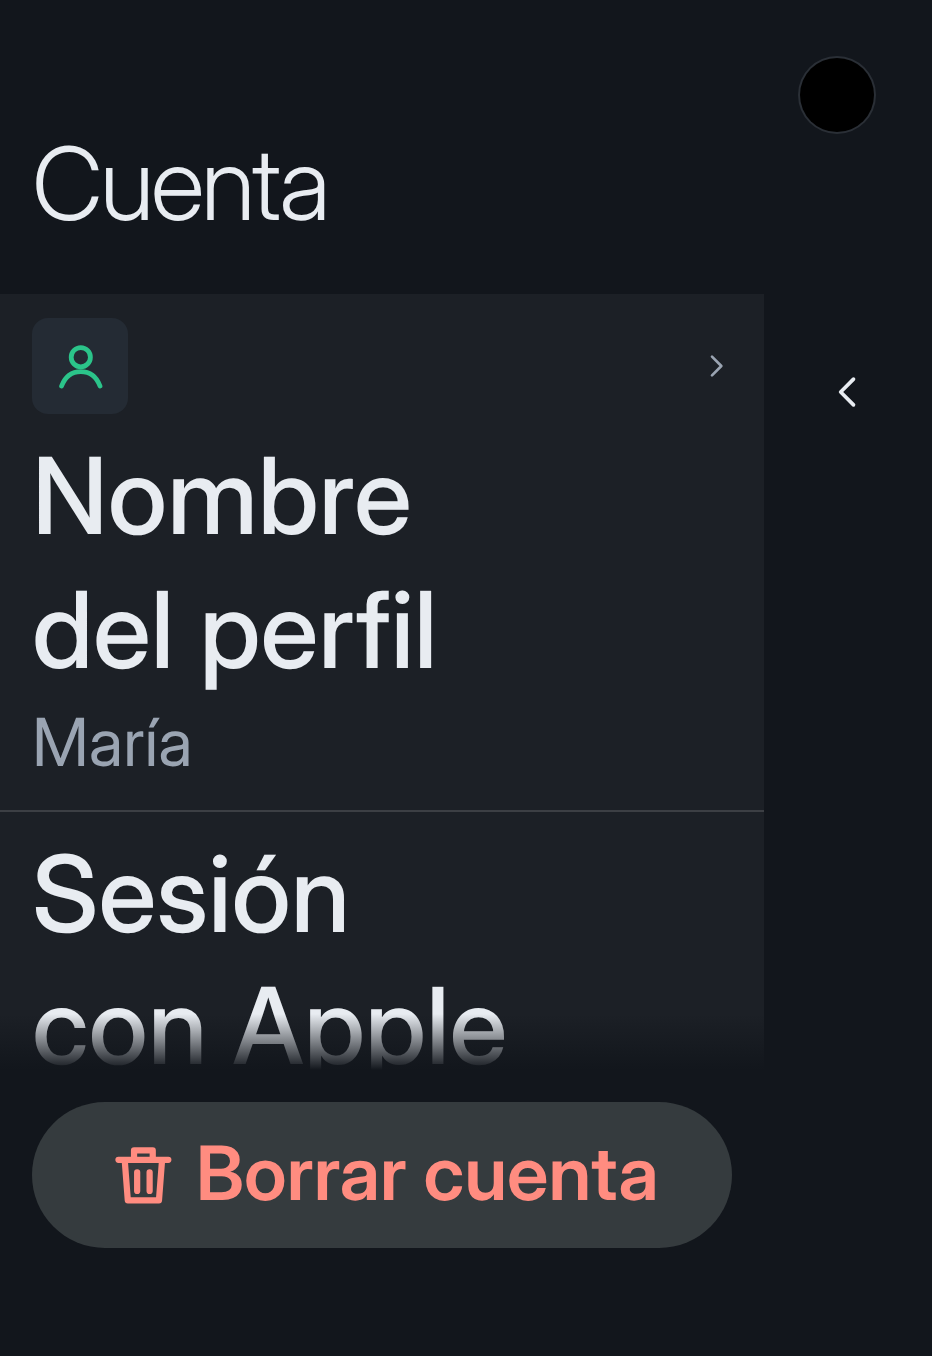 Cuenta
Nombre
del perfil
María
Sesión
con Apple
Borrar cuenta